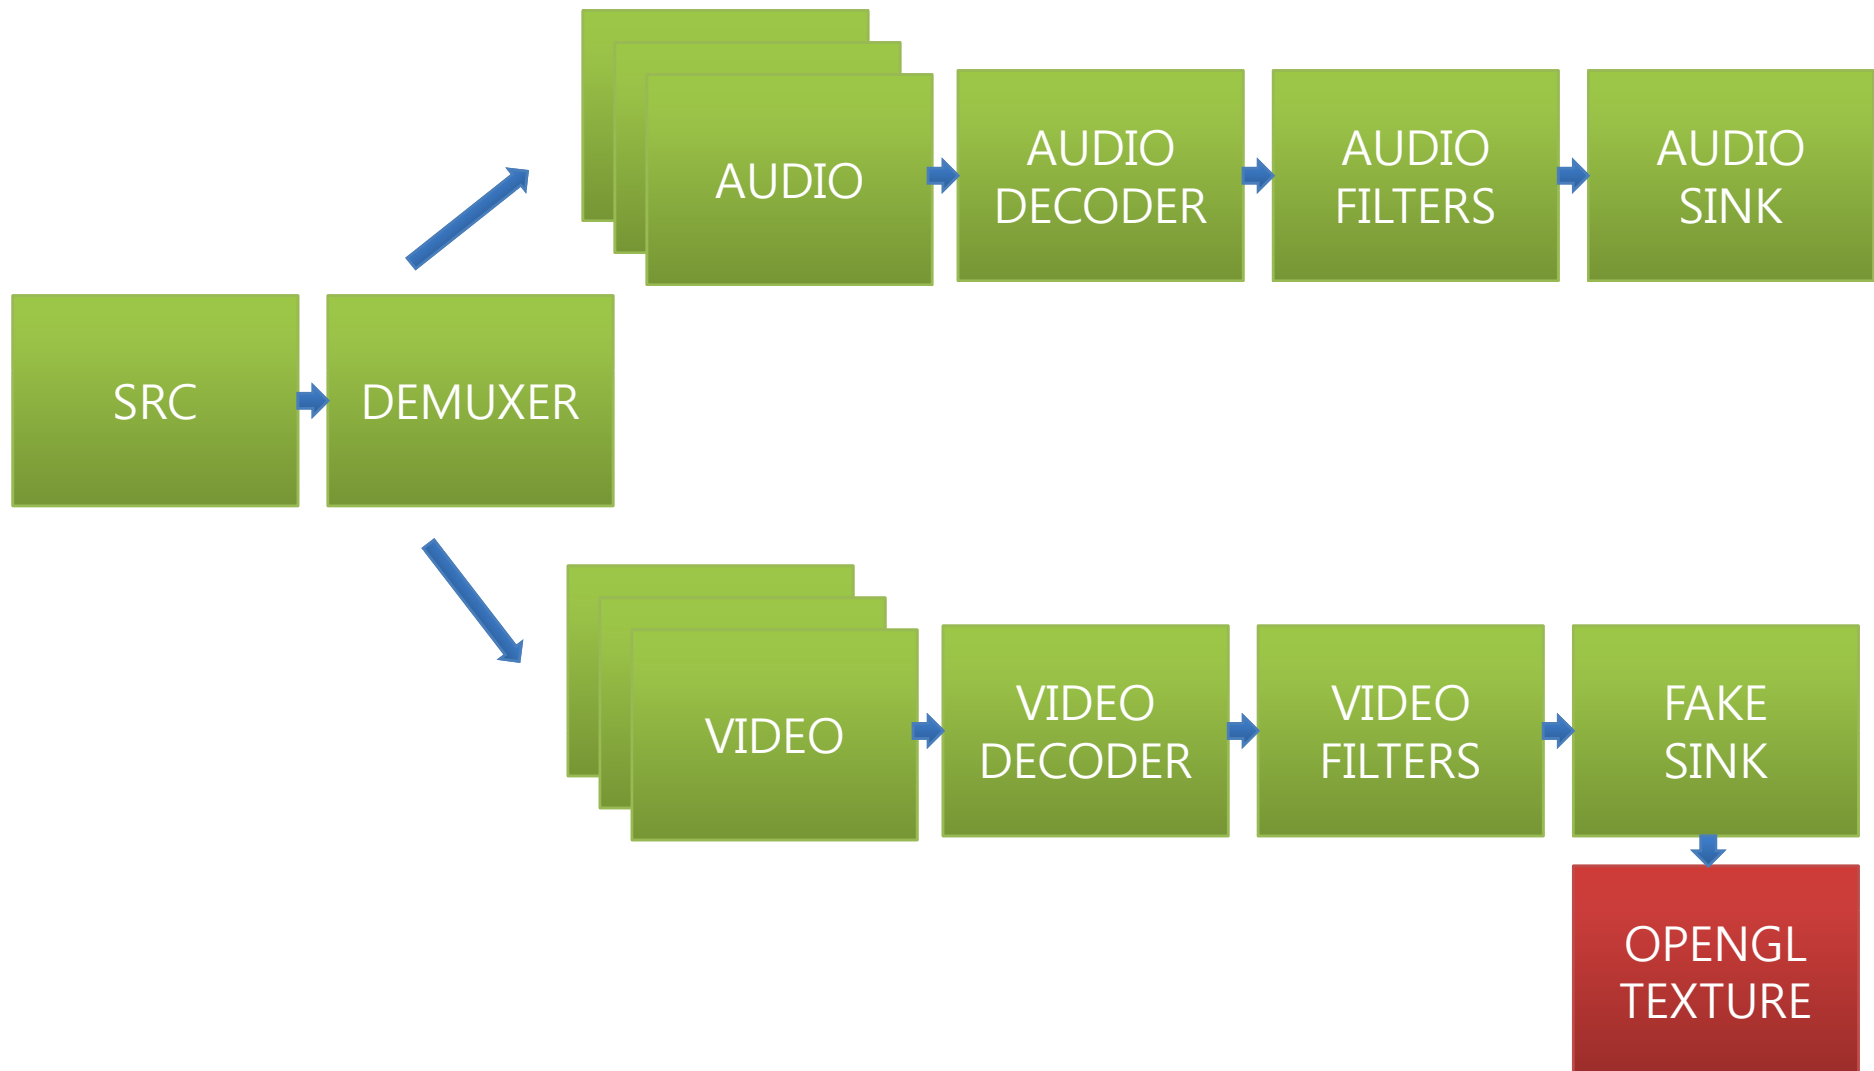 AUDIO
AUDIO
DECODER
AUDIO
FILTERS
AUDIO
SINK
SRC
DEMUXER
VIDEO
VIDEO
DECODER
VIDEO
FILTERS
FAKE
SINK
OPENGL
TEXTURE